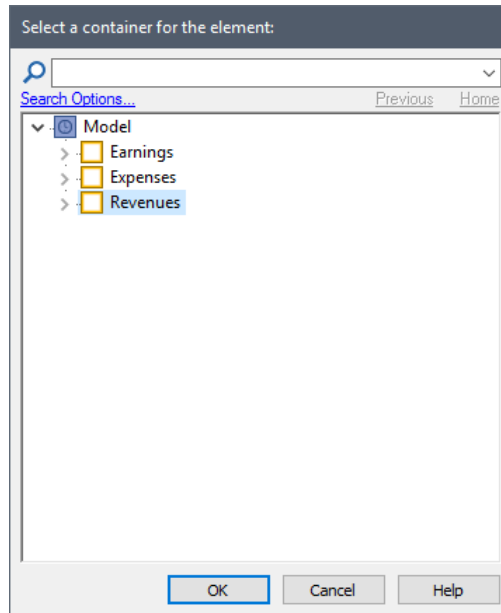 Select a container for the element:
Search Options...
Previous Home
Model
Earnings
Expenses
Revenues
OK Cancel Help